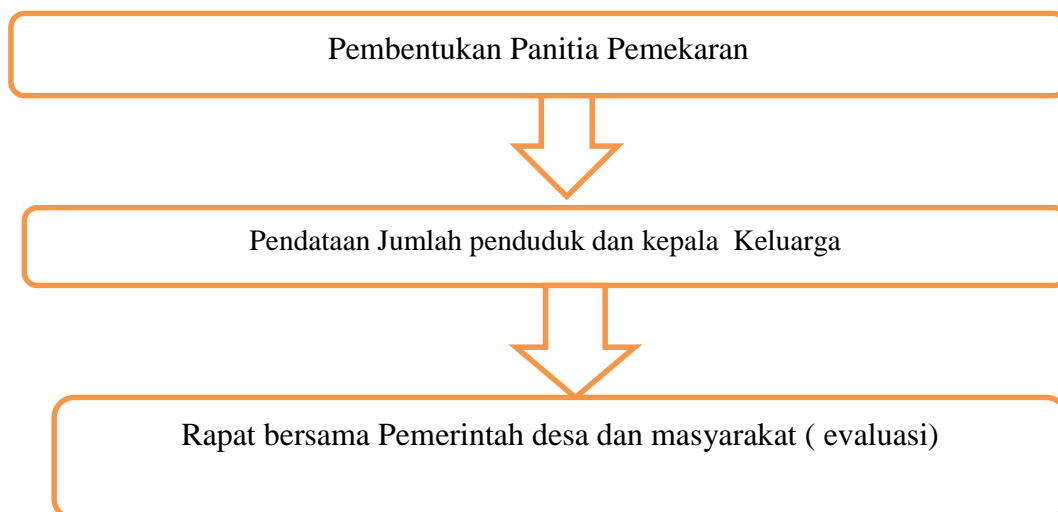 Pembentukan Panitia Pemekaran
Pendataan Jumlah penduduk dan kepala  Keluarga
Rapat bersama Pemerintah desa dan masyarakat ( evaluasi)